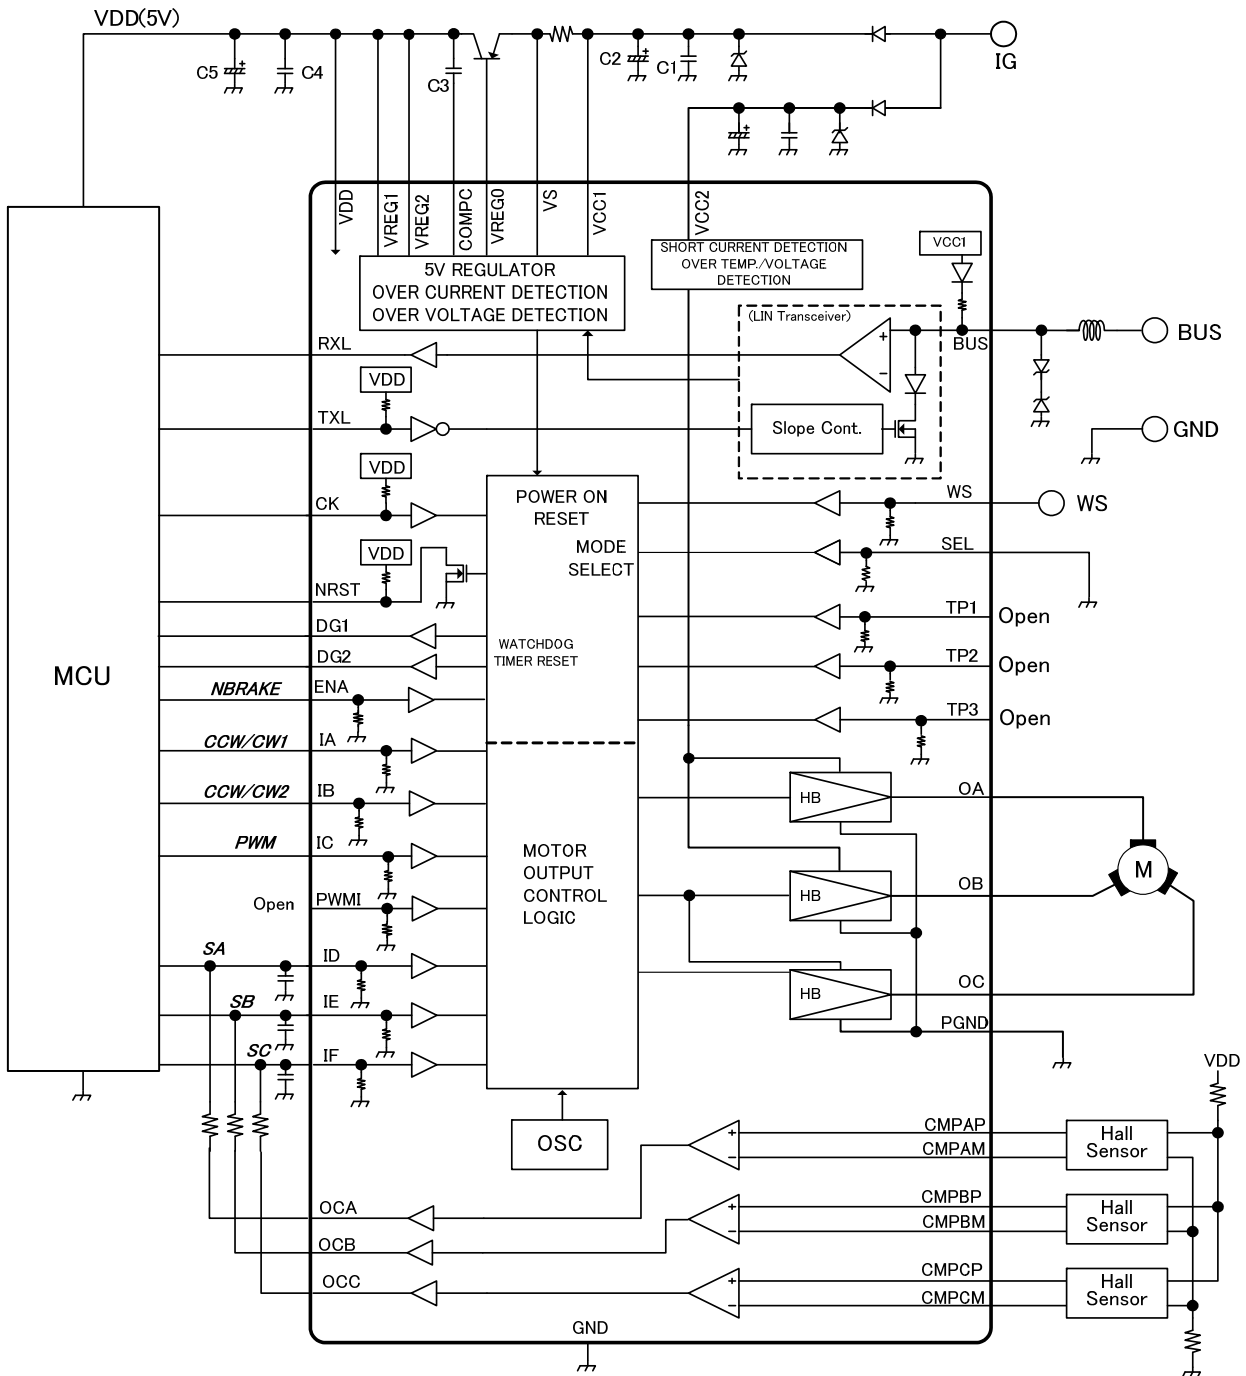 VDD(5V)
C5
C4
C3
C2
C1
IG
VDD
VREG1
VREG2
COMPC
VREG0
VS
VCC1
VCC2
5V REGULATOR
OVER CURRENT DETECTION
OVER VOLTAGE DETECTION
SHORT CURRENT DETECTION
OVER TEMP./VOLTAGE
DETECTION
VCC1
(LIN Transceiver)
+
−
BUS
BUS
Slope Cont.
GND
MCU
RXL
VDD
TXL
VDD
CK
VDD
NRST
DG1
DG2
NBRAKE
ENA
CCW/CW1
IA
CCW/CW2
IB
PWM
IC
Open
PWMI
SA
ID
SB
IE
SC
IF
POWER ON
RESET
MODE
SELECT
WATCHDOG
TIMER RESET
MOTOR
OUTPUT
CONTROL
LOGIC
OSC
WS
WS
SEL
TP1
Open
TP2
Open
TP3
Open
HB
OA
HB
OB
HB
OC
M
PGND
VDD
OCA
OCB
OCC
+
−
CMPAP
CMPAM
Hall
Sensor
+
−
CMPBP
CMPBM
Hall
Sensor
+
−
CMPCP
CMPCM
Hall
Sensor
GND